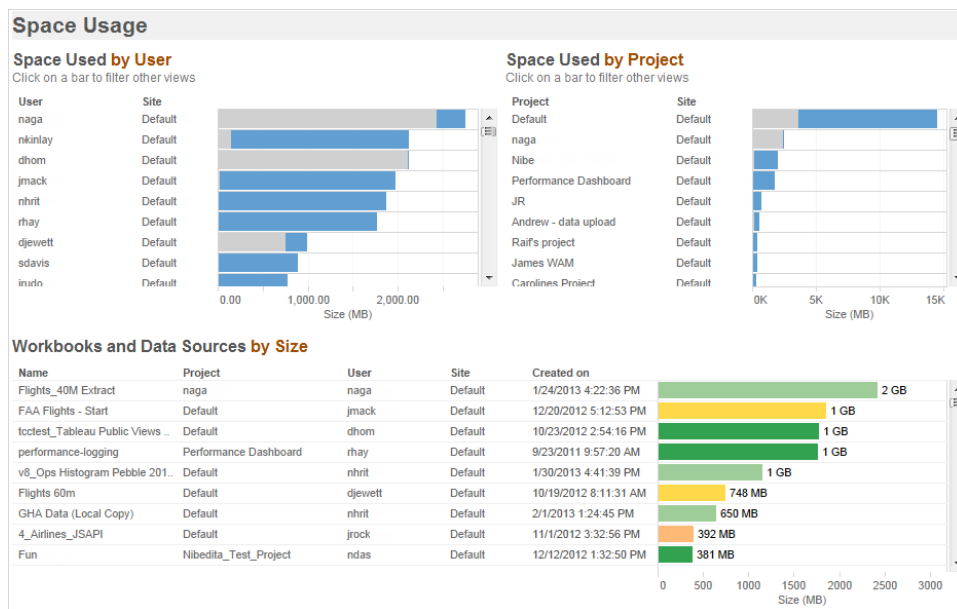 Space Usage
Space Used by User
Click on a bar to filter other views
User Site
naga Default
nkinlay Default
dhom Default
jmack Default
nhrit Default
rhay Default
djewett Default
sdavis Default
Default
0.00 1,000.00 2,000.00
Size (MB)
Space Used by Project
Click on a bar to filter other views
Project Site
Default Default
naga Default
Nibe Default
Performance Dashboard Default
JR Default
Andrew - data upload Default
Raif's project Default
James WAM Default
Carolines Project Default
0K 5K 10K 15K
Size (MB)
Workbooks and Data Sources by Size
Name Project User Site Created on
Flights_40M Extract naga naga Default 1/24/2013 4:22:36 PM 2 GB
FAA Flights - Start Default jmack Default 12/20/2012 5:12:53 PM 1 GB
tcctest_Tableau Public Views .. Default dhom Default 10/23/2012 2:54:16 PM 1 GB
performance-logging Performance Dashboard rhay Default 9/23/2011 9:57:20 AM 1 GB
v8_Ops Histogram Pebble 201.. Default nhrit Default 1/30/2013 4:41:39 PM 1 GB
Flights 60m Default djewett Default 10/19/2012 8:11:31 AM 748 MB
GHA Data (Local Copy) Default nhrit Default 2/1/2013 1:24:45 PM 650 MB
4_Airlines_JSAPI Default jrock Default 11/1/2012 3:32:56 PM 392 MB
Fun Nibedita_Test_Project ndas Default 12/12/2012 1:32:50 PM 381 MB
0 500 1000 1500 2000 2500 3000
Size (MB)